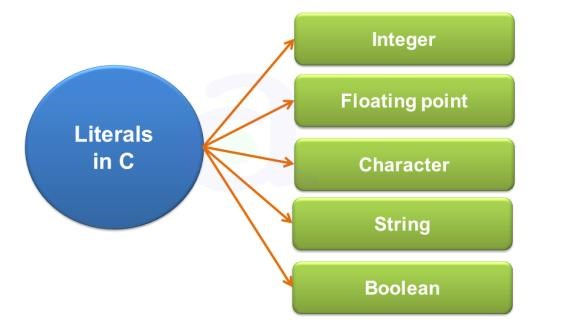 Literals
in C
Integer
Floating point
Character
String
Boolean